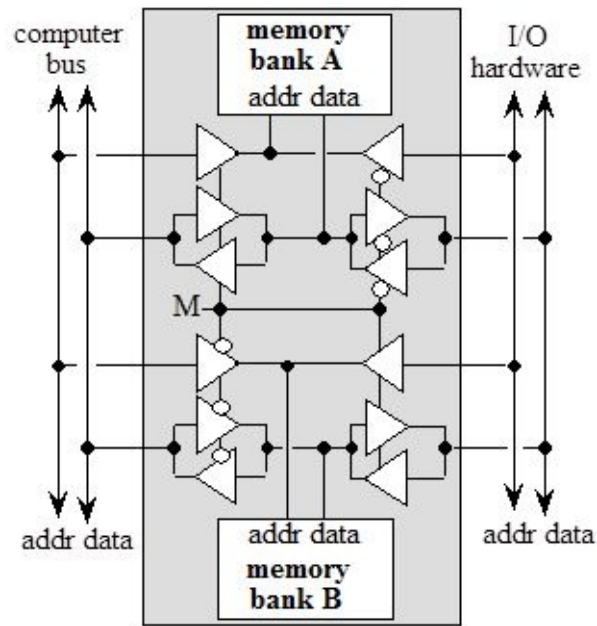 computer
bus
memory
bank A
addr data
I/O
hardware
M
addr data
addr data
memory
bank B
addr data